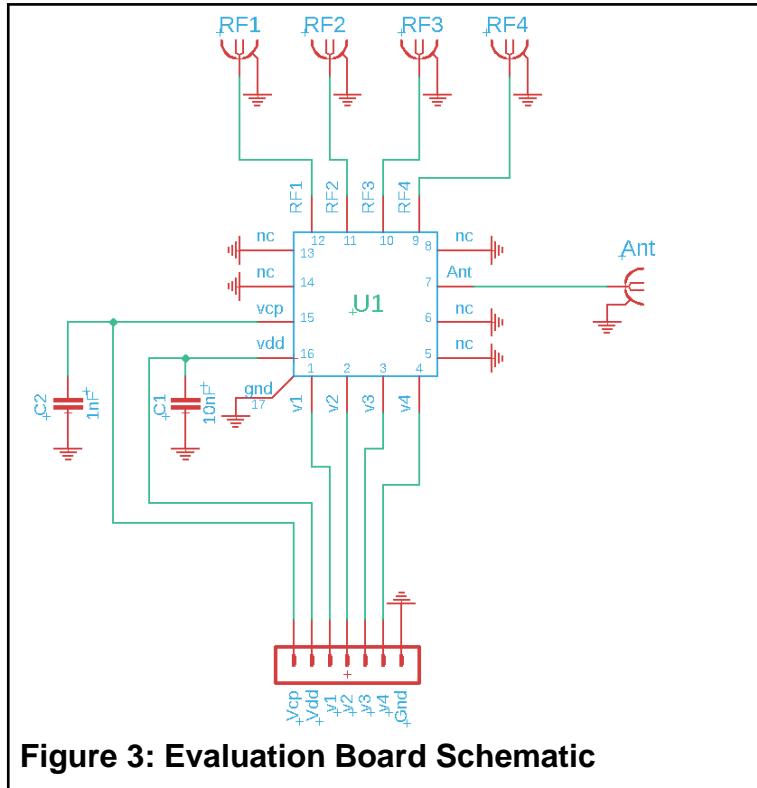 RF1 RF2 RF3 RF4
RF1 RF2 RF3 RF4
12 11 10 9
nc 13 8 nc
Ant
nc 14 7 Ant
U1
vcp 15 6 nc
vdd 16 5 nc
1 2 3 4
gnd 17
v1 v2 v3 v4
C2 1nF C1 10nF
Vcp Vdd v1 v2 v3 v4 Gnd
Figure 3: Evaluation Board Schematic